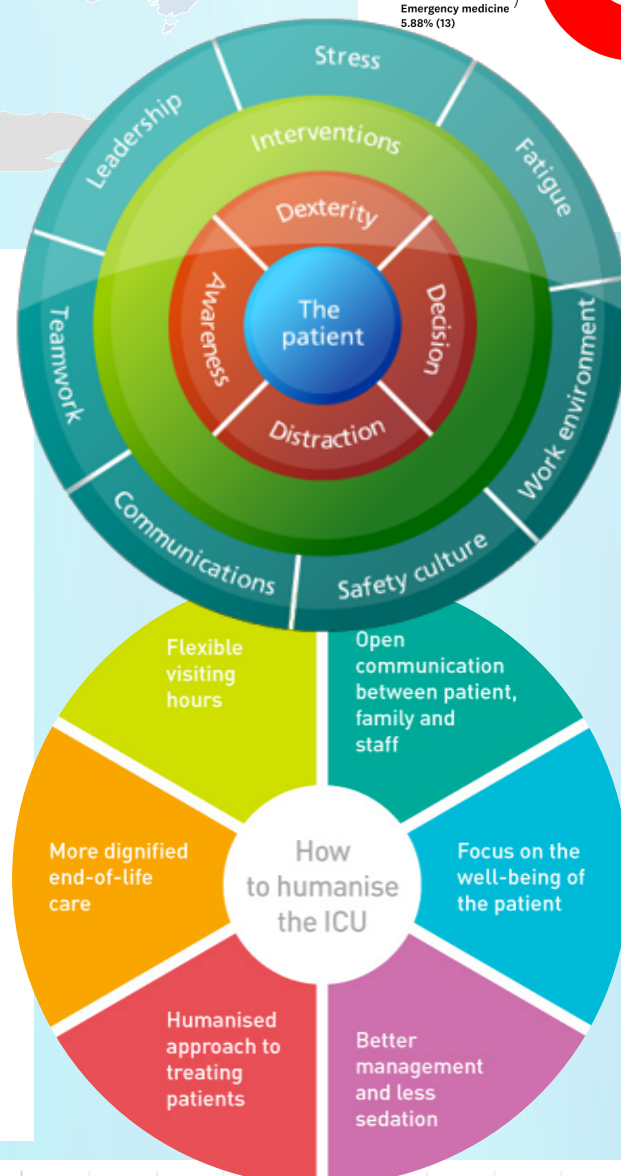 Emergency medicine
5.88% (13)
Stress
Leadership
Fatigue
Interventions
Dexterity
Awareness
The
patient
Decision
Teamwork
Work environment
Distraction
Communications
Safety culture
Flexible
visiting
hours
Open
communication
between patient,
family and
staff
More dignified
end-of-life
care
How
to humanise
the ICU
Focus on the
well-being of
the patient
Humanised
approach to
treating
patients
Better
management
and less
sedation